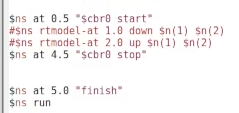 $ns at 0.5 "$cbr0 start"
#$ns rtmodel-at 1.0 down $n(1) $n(2)
#$ns rtmodel-at 2.0 up $n(1) $n(2)
$ns at 4.5 "$cbr0 stop"
$ns at 5.0 "finish"
$ns run